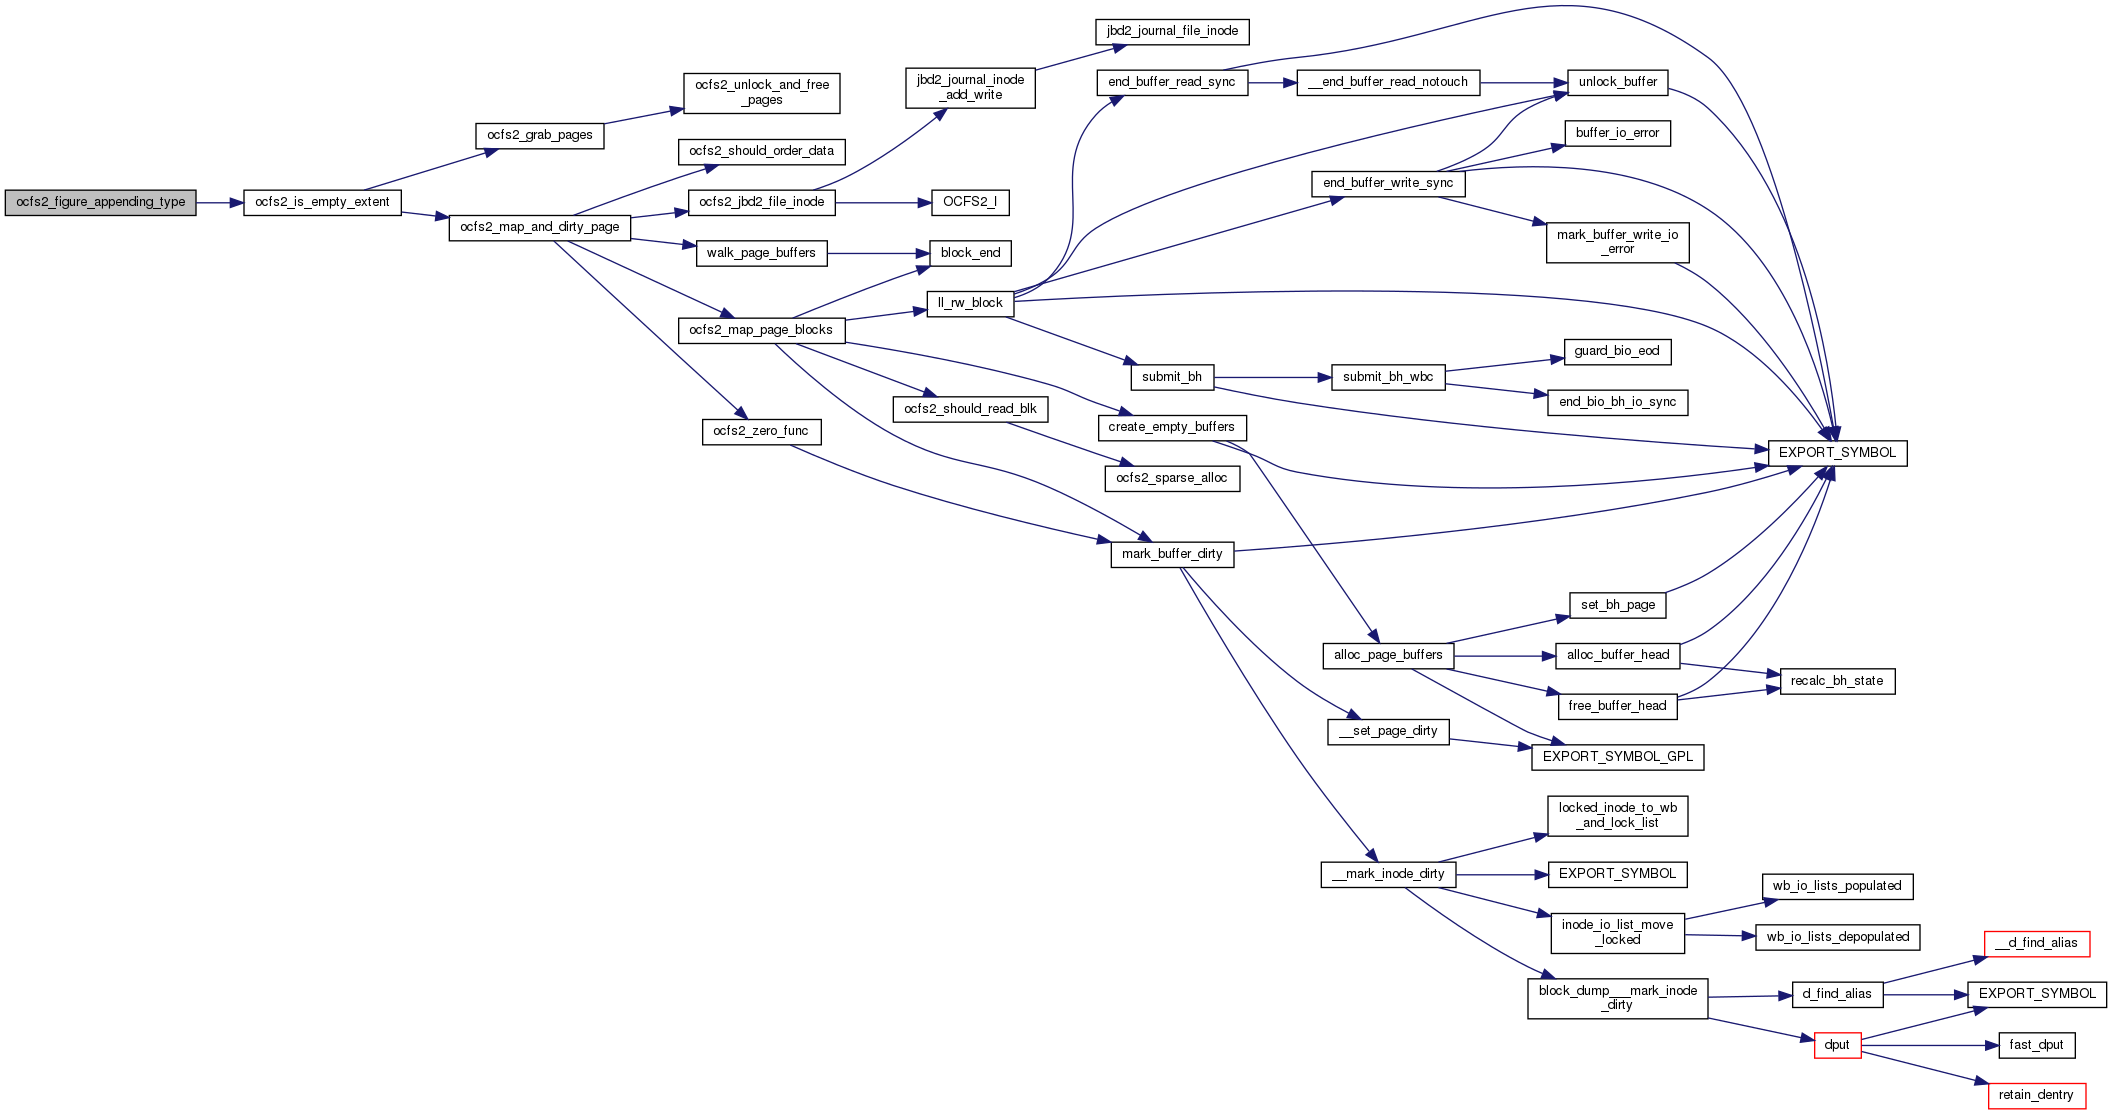 ocfs2_figure_appending_type
ocfs2_is_empty_extent
ocfs2_grab_pages
ocfs2_unlock_and_free
_pages
ocfs2_map_and_dirty_page
ocfs2_should_order_data
ocfs2_jbd2_file_inode
jbd2_journal_inode
_add_write
jbd2_journal_file_inode
OCFS2_I
walk_page_buffers
block_end
ocfs2_map_page_blocks
ll_rw_block
end_buffer_read_sync
__end_buffer_read_notouch
unlock_buffer
end_buffer_write_sync
buffer_io_error
mark_buffer_write_io
_error
submit_bh
submit_bh_wbc
guard_bio_eod
end_bio_bh_io_sync
EXPORT_SYMBOL
ocfs2_should_read_blk
ocfs2_sparse_alloc
create_empty_buffers
ocfs2_zero_func
mark_buffer_dirty
alloc_page_buffers
set_bh_page
alloc_buffer_head
free_buffer_head
recalc_bh_state
__set_page_dirty
EXPORT_SYMBOL_GPL
__mark_inode_dirty
locked_inode_to_wb
_and_lock_list
EXPORT_SYMBOL
inode_io_list_move
_locked
wb_io_lists_populated
wb_io_lists_depopulated
block_dump___mark_inode
_dirty
d_find_alias
__d_find_alias
EXPORT_SYMBOL
dput
fast_dput
retain_dentry